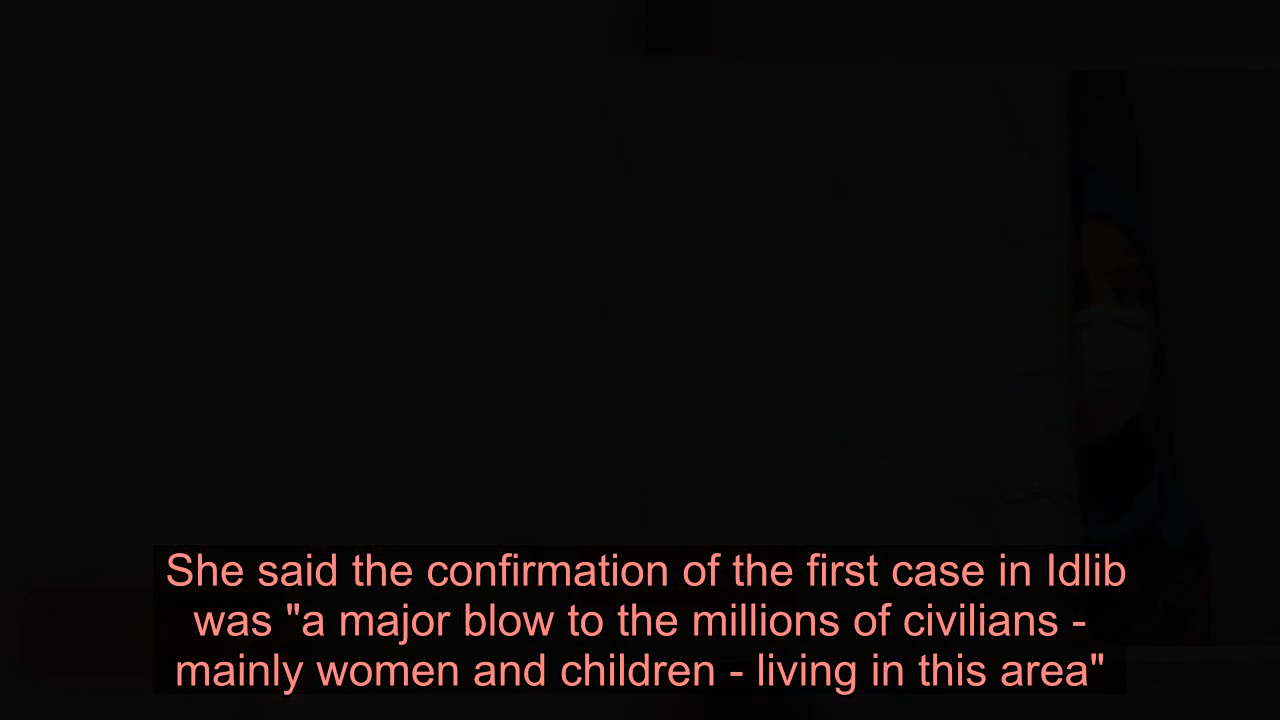 She said the confirmation of the first case in Idlib
was "a major blow to the millions of civilians -
mainly women and children - living in this area"